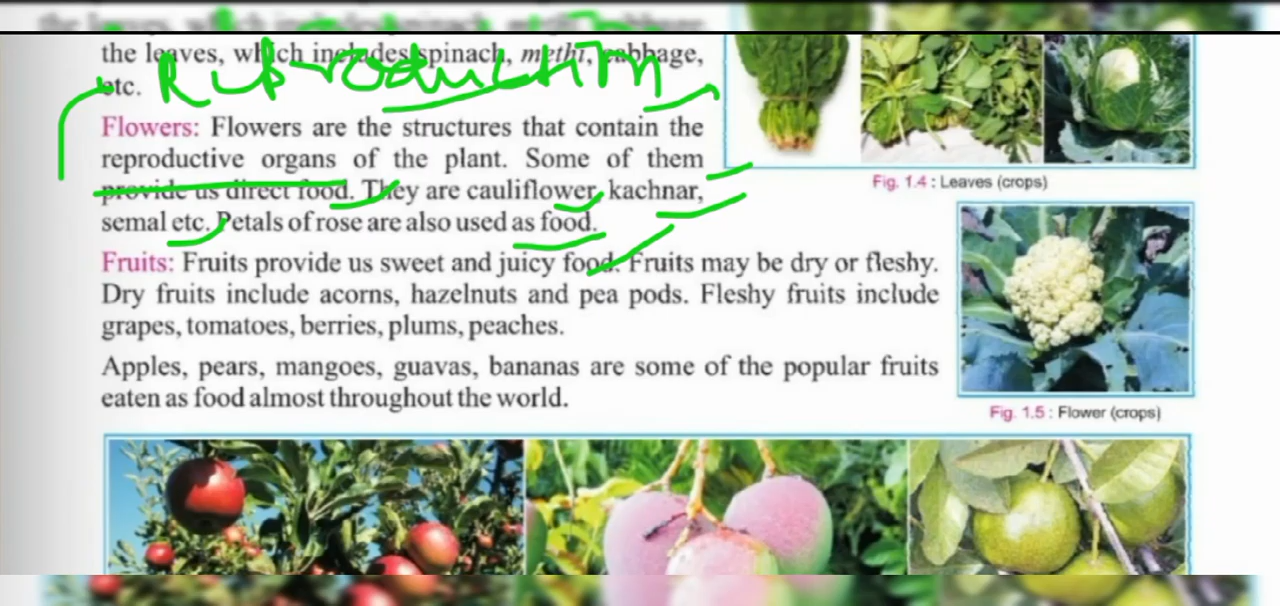 the leaves, which includes spinach, methi, cabbage,
etc.
Reproduction
Flowers: Flowers are the structures that contain the
reproductive organs of the plant. Some of them
provide us direct food. They are cauliflower, kachnar,
semal etc. Petals of rose are also used as food.
Fruits: Fruits provide us sweet and juicy food. Fruits may be dry or fleshy.
Dry fruits include acorns, hazelnuts and pea pods. Fleshy fruits include
grapes, tomatoes, berries, plums, peaches.
Apples, pears, mangoes, guavas, bananas are some of the popular fruits
eaten as food almost throughout the world.
Fig. 1.4 : Leaves (crops)
Fig. 1.5 : Flower (crops)